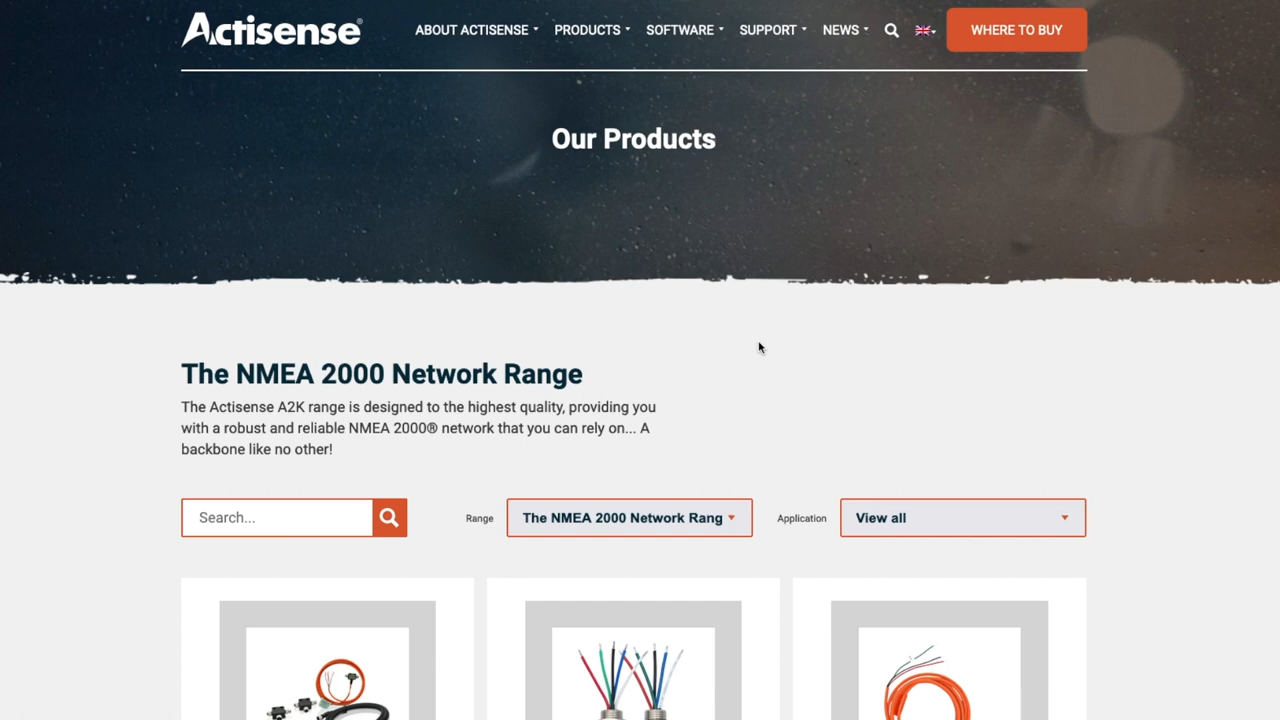 Actisense®
ABOUT ACTISENSE PRODUCTS SOFTWARE SUPPORT NEWS WHERE TO BUY
Our Products
The NMEA 2000 Network Range
The Actisense A2K range is designed to the highest quality, providing you
with a robust and reliable NMEA 2000® network that you can rely on... A
backbone like no other!
Search... Range The NMEA 2000 Network Rang Application View all